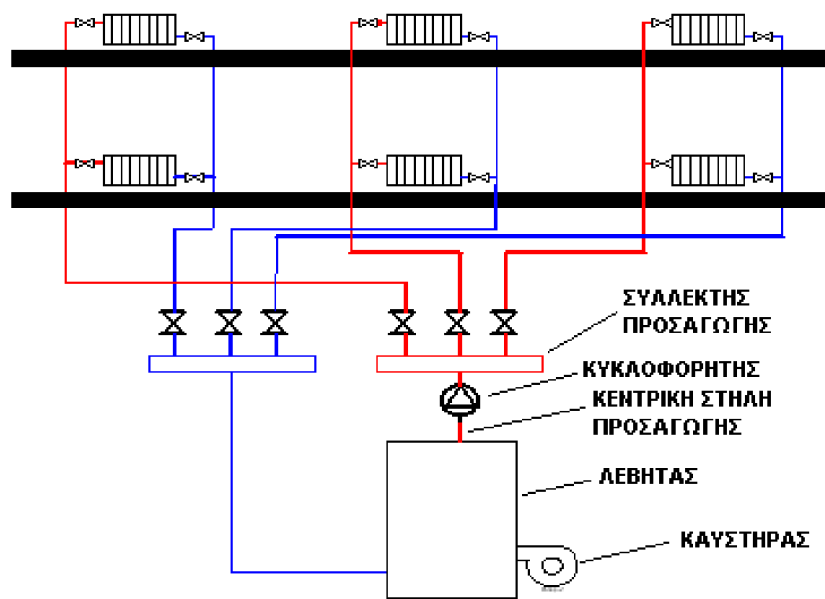 ΣΥΛΛΕΚΤΗΣ
ΠΡΟΣΑΓΩΓΗΣ
ΚΥΚΛΟΦΟΡΗΤΗΣ
ΚΕΝΤΡΙΚΗ ΣΤΗΛΗ
ΠΡΟΣΑΓΩΓΗΣ
ΛΕΒΗΤΑΣ
ΚΑΥΣΤΗΡΑΣ